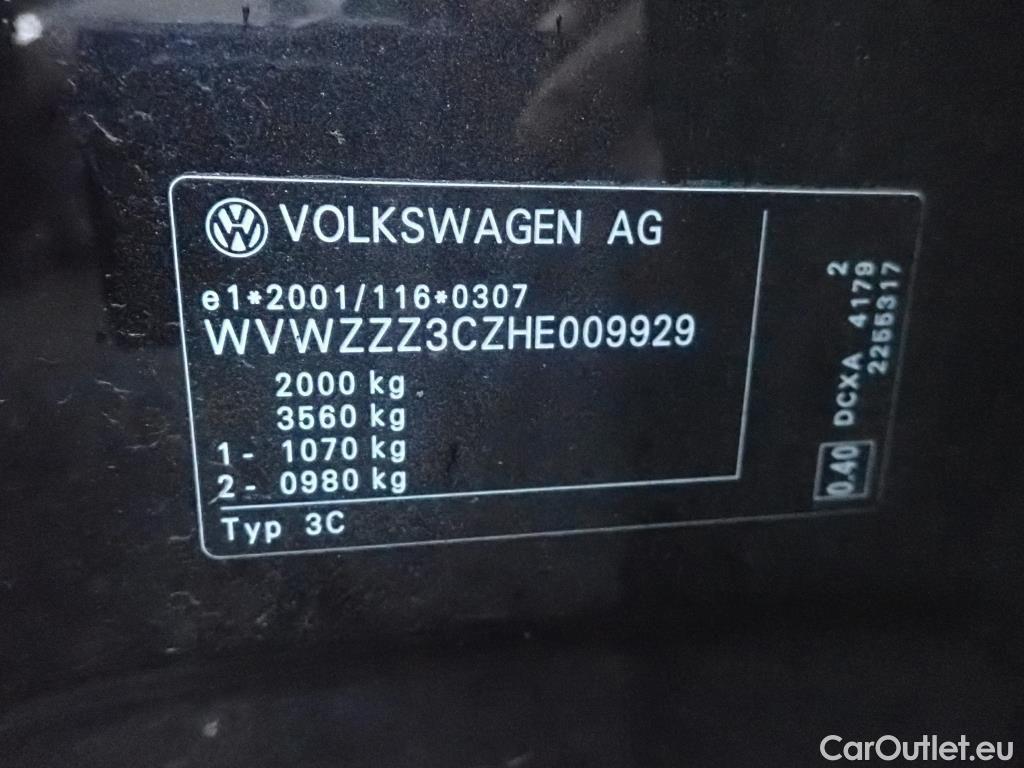 VOLKSWAGEN AG
e1*2001/116*0307
WVWZZZ3CZHE009929
2000 kg
3560 kg
1 - 1070 kg
2 - 0980 kg
Typ 3C
0.40 DCXA 4179 2
2255317
CarOutlet.eu